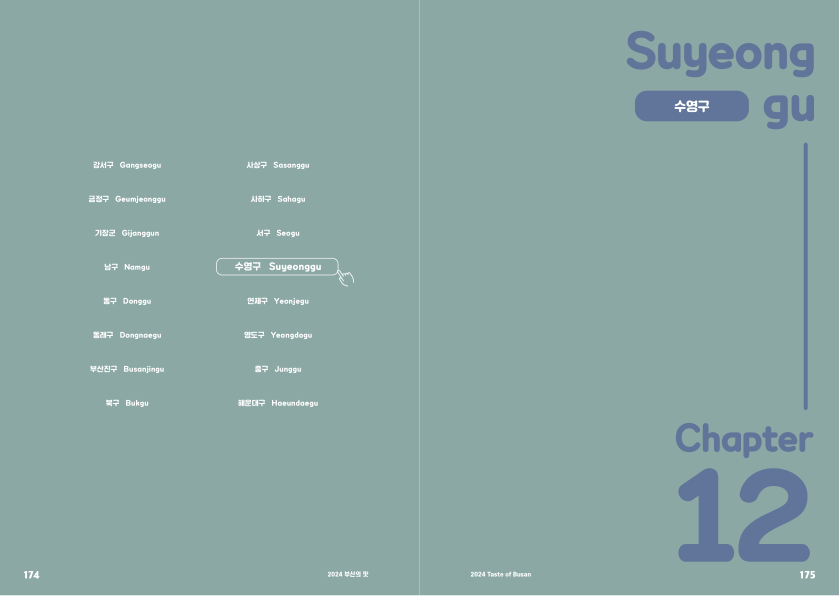 강서구 Gangseogu
금정구 Geumjeonggu
기장군 Gijanggun
남구 Namgu
동구 Donggu
동래구 Dongnaegu
부산진구 Busanjingu
북구 Bukgu
사상구 Sasanggu
사하구 Sahagu
서구 Seogu
수영구 Suyeonggu
연제구 Yeonjegu
영도구 Yeongdogu
중구 Junggu
해운대구 Haeundaegu
174
2024 부산의 맛
Suyeong
수영구 gu
Chapter
12
2024 Taste of Busan
175